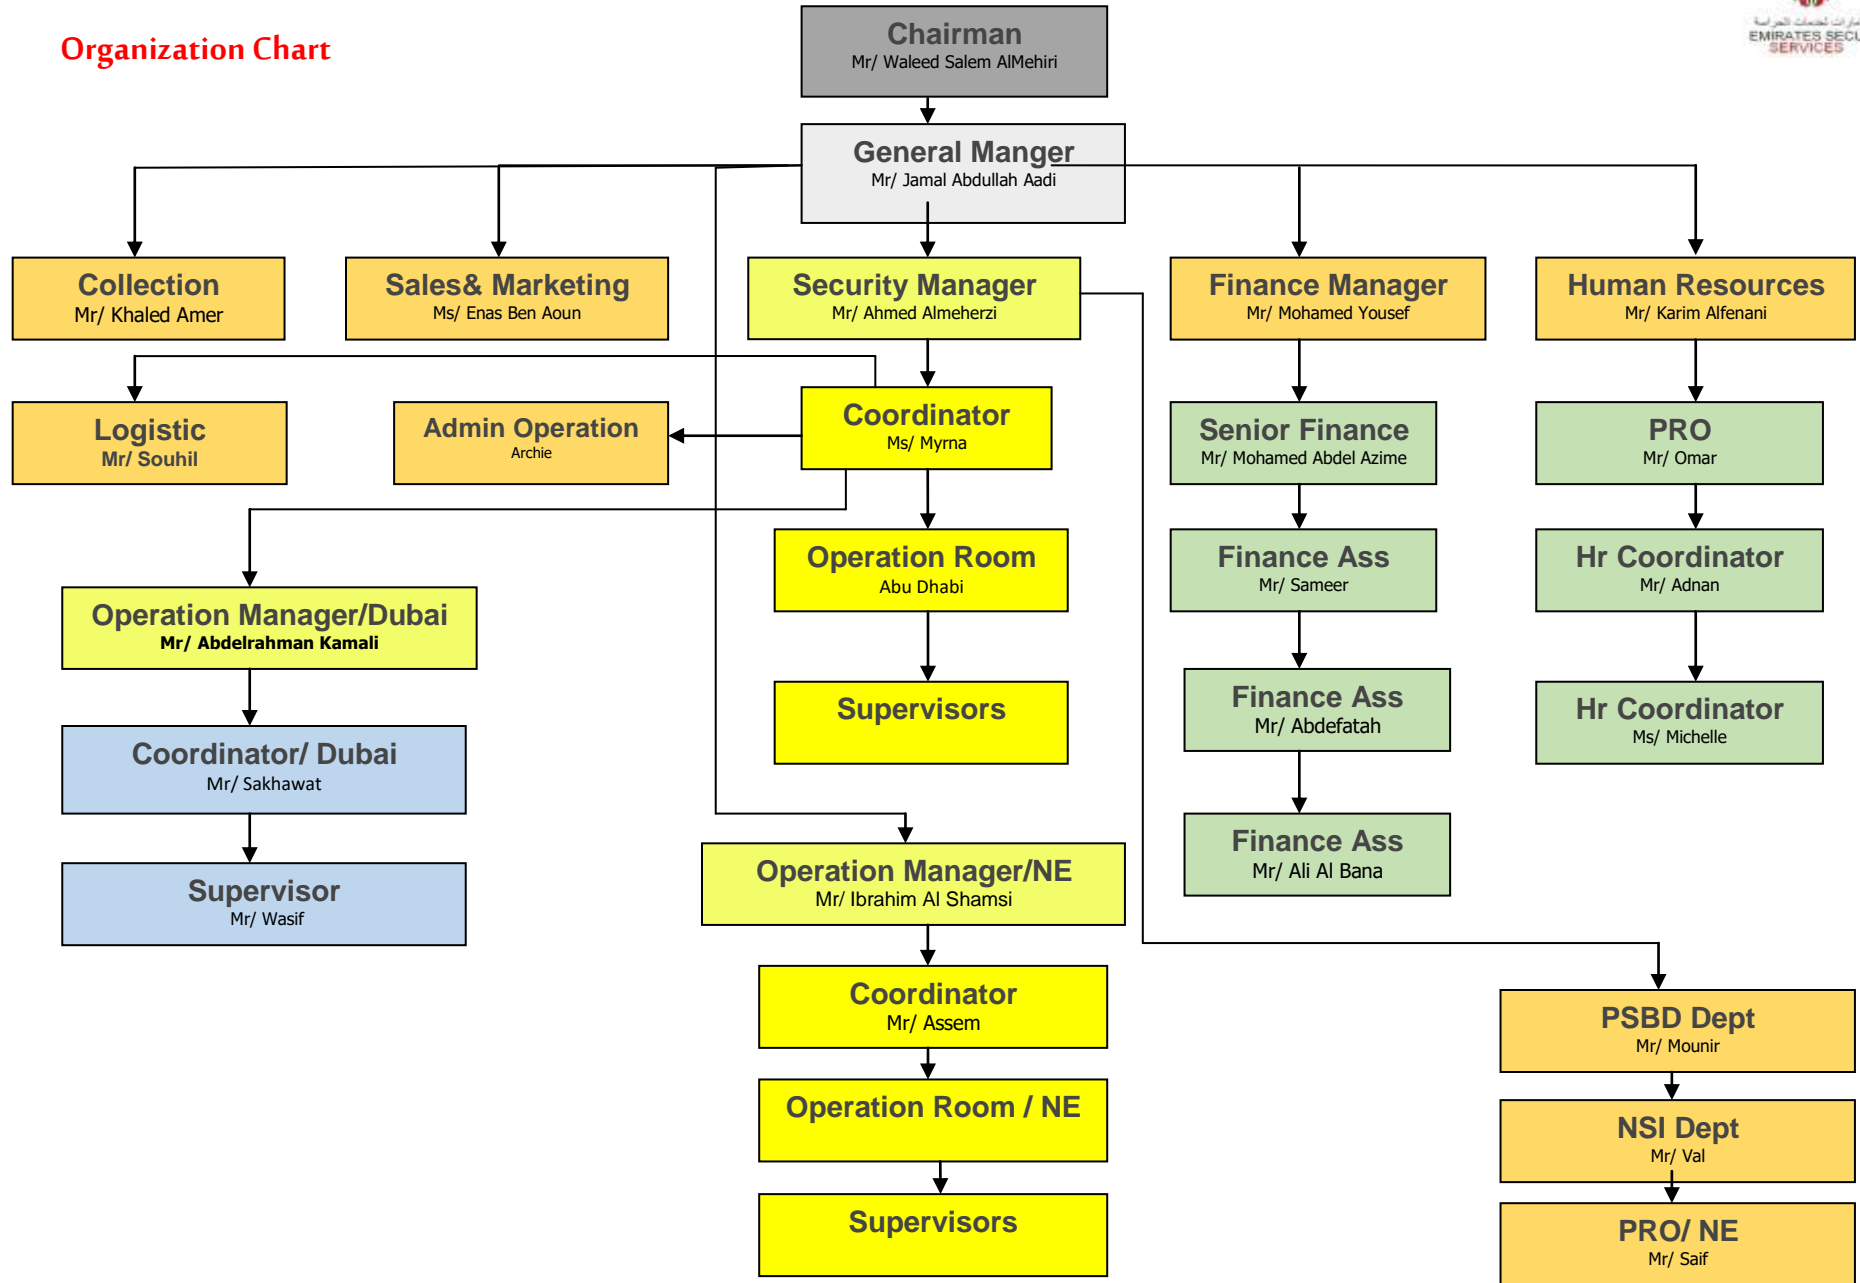 Organization Chart
Chairman
Mr/ Waleed Salem AlMehiri
EMIRATES
SERVICES
General Manger
Mr/ Jamal Abdullah Aadi
Collection
Mr/ Khaled Amer
Sales& Marketing
Ms/ Enas Ben Aoun
Security Manager
Mr/ Ahmed Almeherzi
Finance Manager
Mr/ Mohamed Yousef
Human Resources
Mr/ Karim Alfenani
Logistic
Mr/ Souhil
Admin Operation
Archie
Coordinator
Ms/ Myrna
Senior Finance
Mr/ Mohamed Abdel Azime
PRO
Mr/ Omar
Operation Room
Abu Dhabi
Finance Ass
Mr/ Sameer
Hr Coordinator
Mr/ Adnan
Operation Manager/Dubai
Mr/ Abdelrahman Kamali
Supervisors
Finance Ass
Mr/ Abdefatah
Hr Coordinator
Ms/ Michelle
Coordinator/ Dubai
Mr/ Sakhawat
Finance Ass
Mr/ Ali Al Bana
Supervisor
Mr/ Wasif
Operation Manager/NE
Mr/ Ibrahim Al Shamsi
Coordinator
Mr/ Assem
PSBD Dept
Mr/ Mounir
Operation Room / NE
NSI Dept
Mr/ Val
Supervisors
PRO/ NE
Mr/ Saif